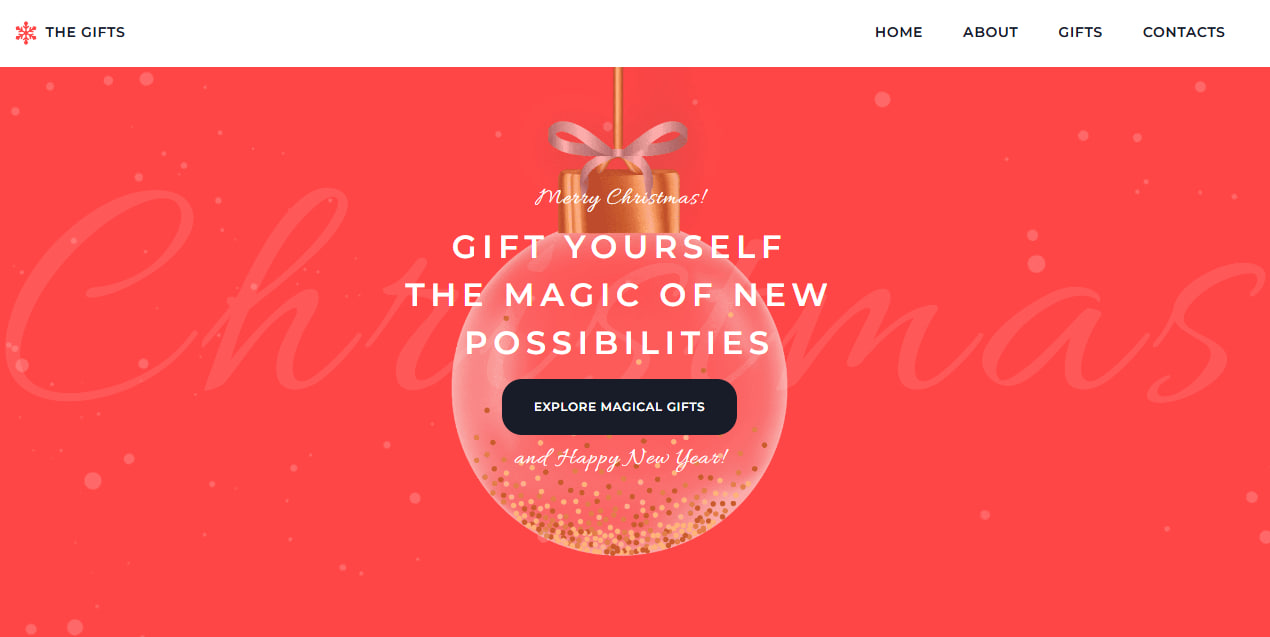 THE GIFTS
HOME
ABOUT
GIFTS
CONTACTS
Christmas
Merry Christmas!
GIFT YOURSELF
THE MAGIC OF NEW
POSSIBILITIES
EXPLORE MAGICAL GIFTS
and Happy New Year!